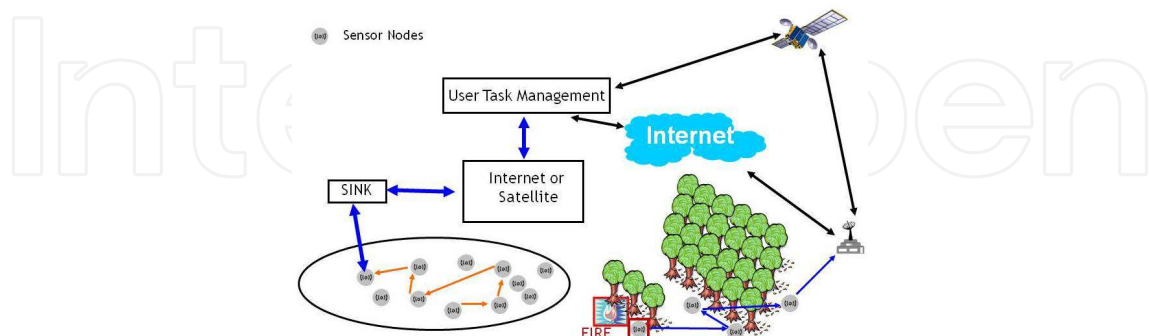 Sensor Nodes
User Task Management
Internet
Internet or
Satellite
SINK
FIRE